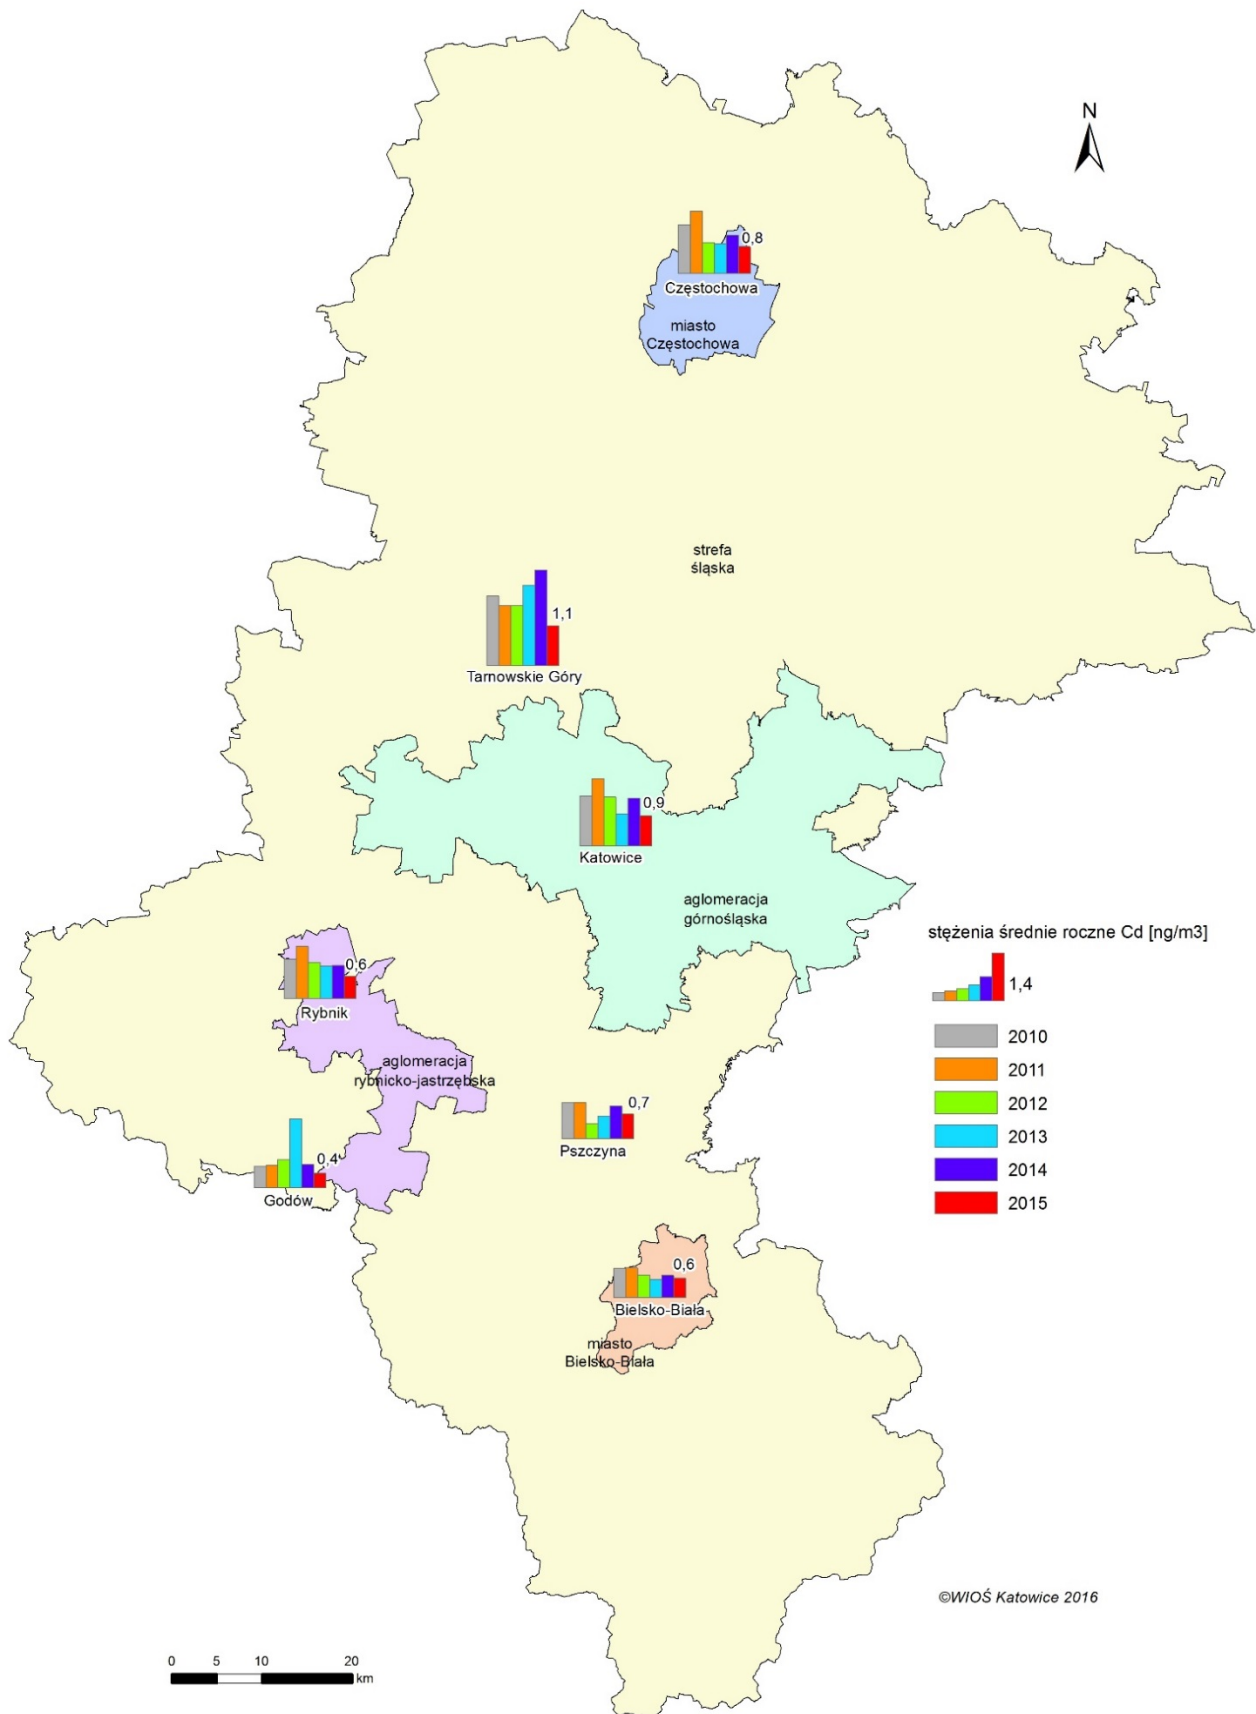 N
0,8
Częstochowa
miasto
Częstochowa
strefa
śląska
1,1
Tarnowskie Góry
0,9
Katowice
aglomeracja
górnośląska
stężenia średnie roczne Cd [ng/m3]
1,4
2010
2011
2012
2013
2014
2015
0,6
Rybnik
aglomeracja
rybnicko-jastrzębska
0,7
Pszczyna
0,4
Godów
0,6
Bielsko-Biała
miasto
Bielsko-Biała
©WIOŚ Katowice 2016
0 5 10 20
km